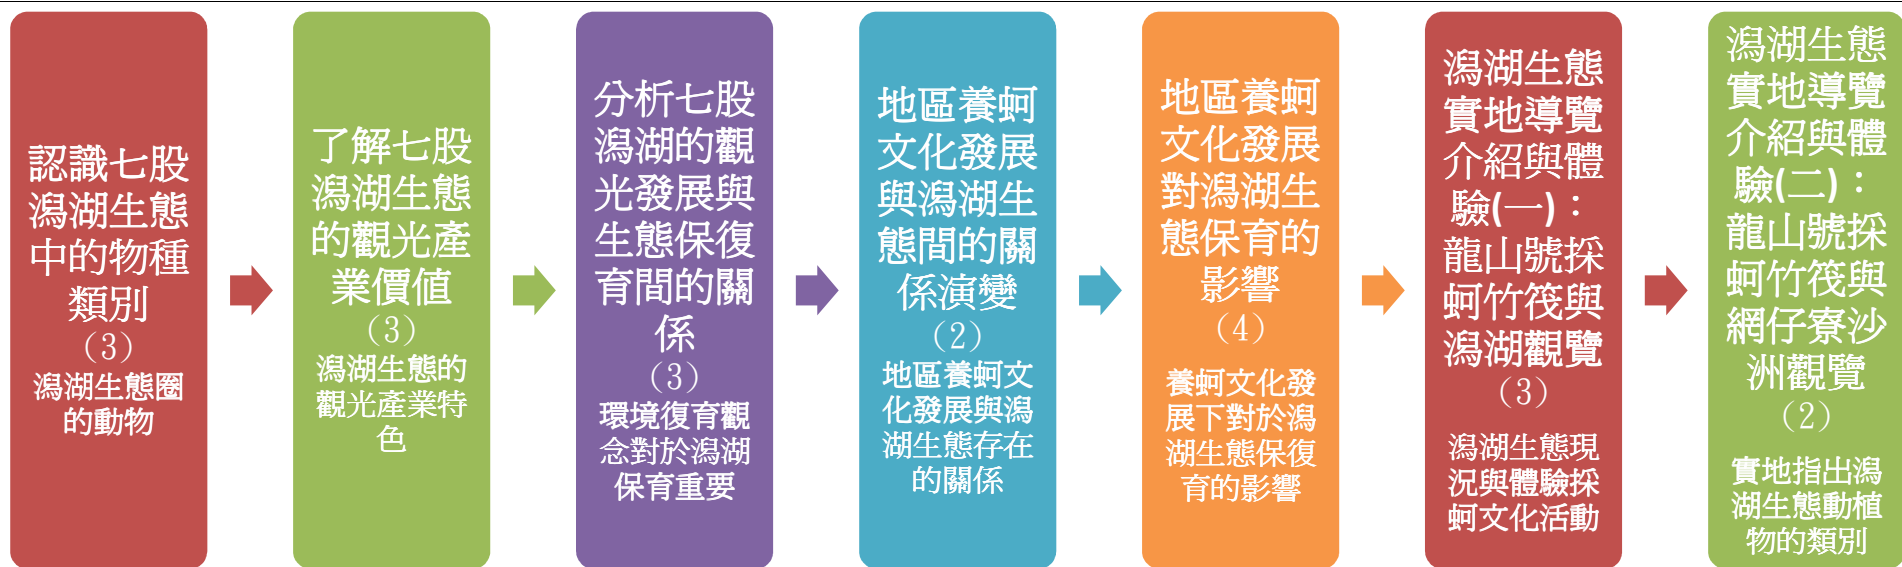 認識七股
潟湖生態
中的物種
類別
（3）
潟湖生態圈
的動物
了解七股
潟湖生態
的觀光產
業價值
（3）
潟湖生態的
觀光產業特
色
分析七股
潟湖的觀
光發展與
生態保復
育間的關
係
（3）
環境復育觀
念對於潟湖
保育重要
地區養蚵
文化發展
與潟湖生
態間的關
係演變
（2）
地區養蚵文
化發展與潟
湖生態存在
的關係
地區養蚵
文化發展
對潟湖生
態保育的
影響
（4）
養蚵文化發
展下對於潟
湖生態保復
育的影響
潟湖生態
實地導覽
介紹與體
驗(一)：
龍山號採
蚵竹筏與
潟湖觀覽
（3）
潟湖生態現
況與體驗採
蚵文化活動
潟湖生態
實地導覽
介紹與體
驗(二)：
龍山號採
蚵竹筏與
網仔寮沙
洲觀覽
（2）
實地指出潟
湖生態動植
物的類別